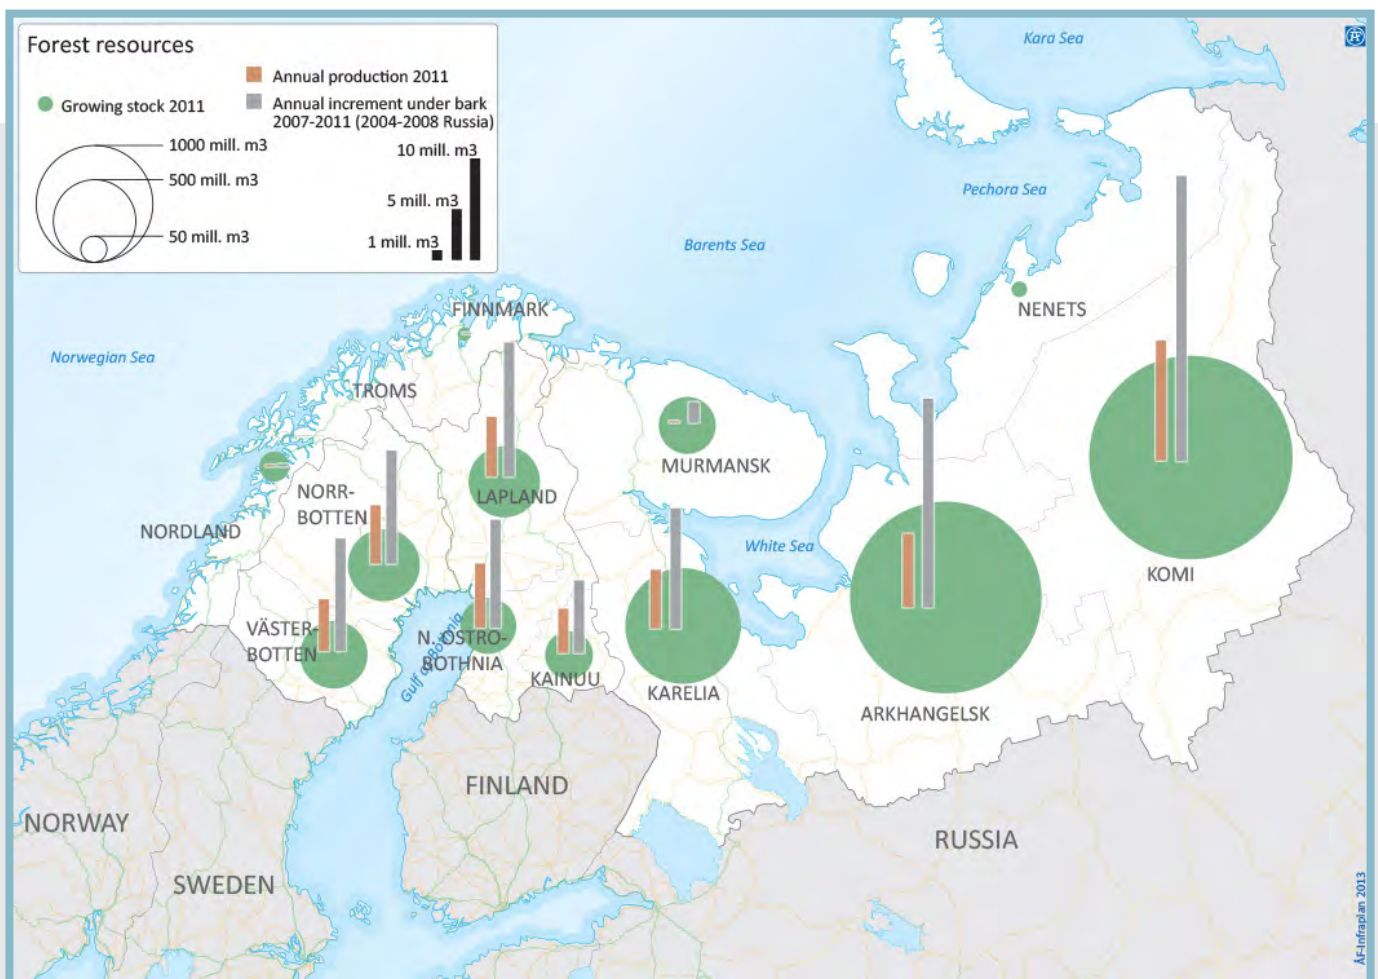 Forest resources
Growing stock 2011
Annual production 2011
Annual increment under bark
2007-2011 (2004-2008 Russia)
1000 mill. m3
500 mill. m3
50 mill. m3
10 mill. m3
5 mill. m3
1 mill. m3
Kara Sea
Pechora Sea
Barents Sea
Norwegian Sea
White Sea
Gulf of Bothnia
FINNMARK
TROMS
NORDLAND
NORR-
BOTTEN
VÄSTER-
BOTTEN
LAPLAND
N. OSTRO-
BOTHNIA
KAINUU
MURMANSK
KARELIA
NENETS
ARKHANGELSK
KOMI
NORWAY
SWEDEN
FINLAND
RUSSIA
ÅF-Infraplan 2013
ÅF